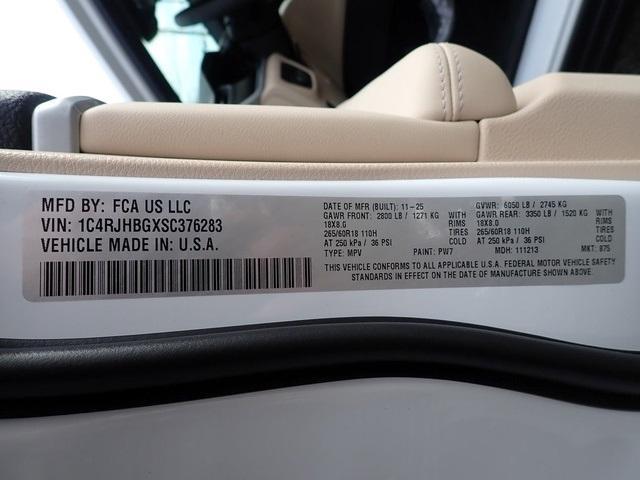 MFD BY: FCA US LLC
VIN: 1C4RJHBGXSC376283
VEHICLE MADE IN: U.S.A.
DATE OF MFR (BUILT): 11-25
GAWR FRONT: 2800 LB / 1271 KG
18X8.0 RIMS
265/60R18 110H TIRES
AT 250 kPa / 36 PSI COLD
TYPE: MPV PAINT: PW7
GVWR: 6050 LB / 2745 KG
GAWR REAR: 3350 LB / 1520 KG
18X8.0 RIMS
265/60R18 110H TIRES
AT 250 kPa / 36 PSI COLD
MDH: 111213 MKT: 875
THIS VEHICLE CONFORMS TO ALL APPLICABLE U.S.A. FEDERAL MOTOR VEHICLE SAFETY
STANDARDS IN EFFECT ON THE DATE OF MANUFACTURE SHOWN ABOVE.